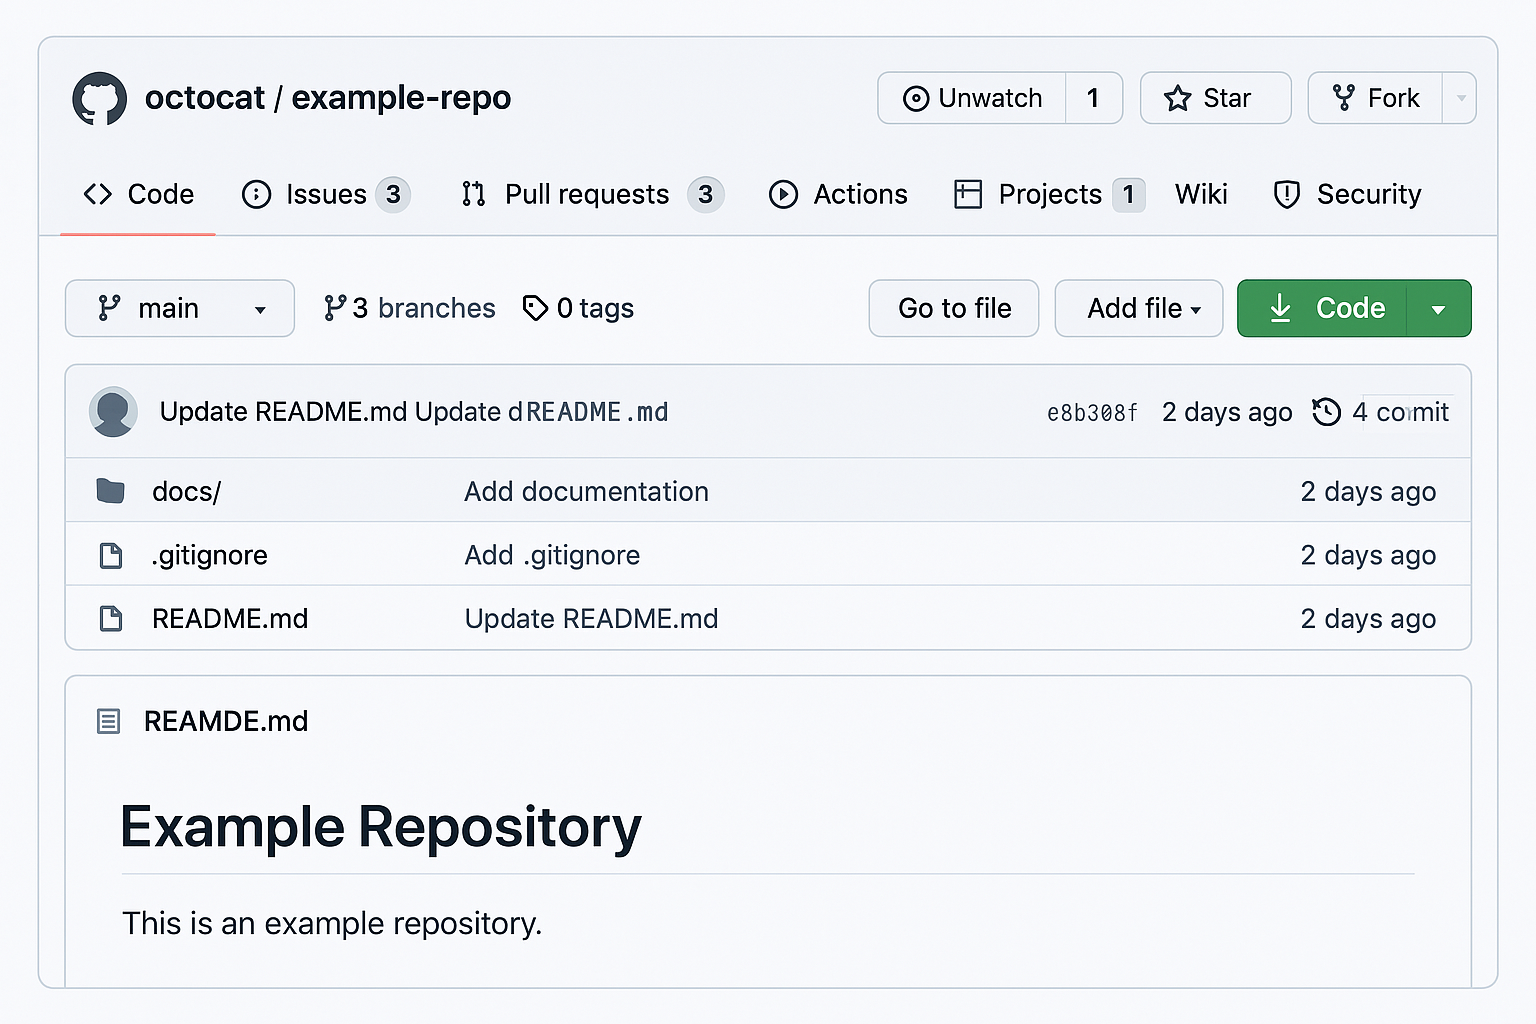 octocat / example-repo Unwatch 1 Star Fork
Code Issues 3 Pull requests 3 Actions Projects 1 Wiki Security
main 3 branches 0 tags Go to file Add file Code
Update README.md Update dREADME.md e8b308f 2 days ago 4 comit
docs/ Add documentation 2 days ago
.gitignore Add .gitignore 2 days ago
README.md Update README.md 2 days ago
REAMDE.md
Example Repository
This is an example repository.